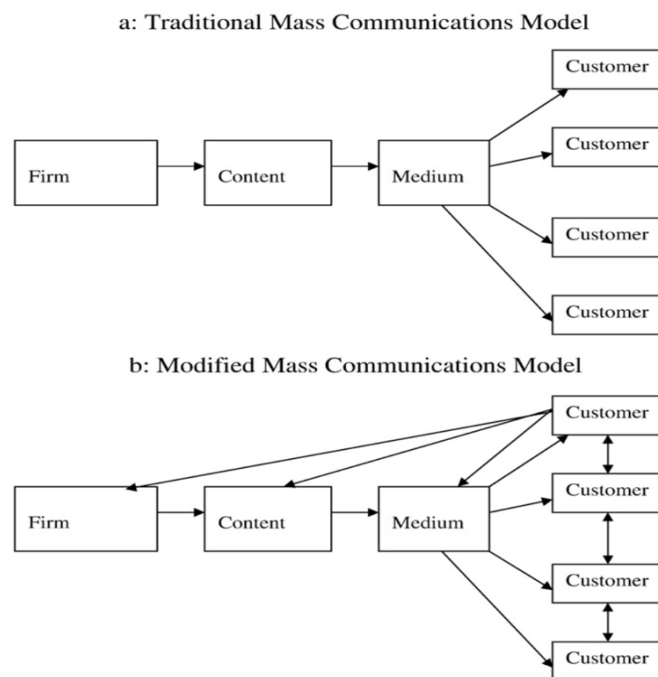 a: Traditional Mass Communications Model
Customer
Customer
Firm
Content
Medium
Customer
Customer
b: Modified Mass Communications Model
Customer
Customer
Firm
Content
Medium
Customer
Customer